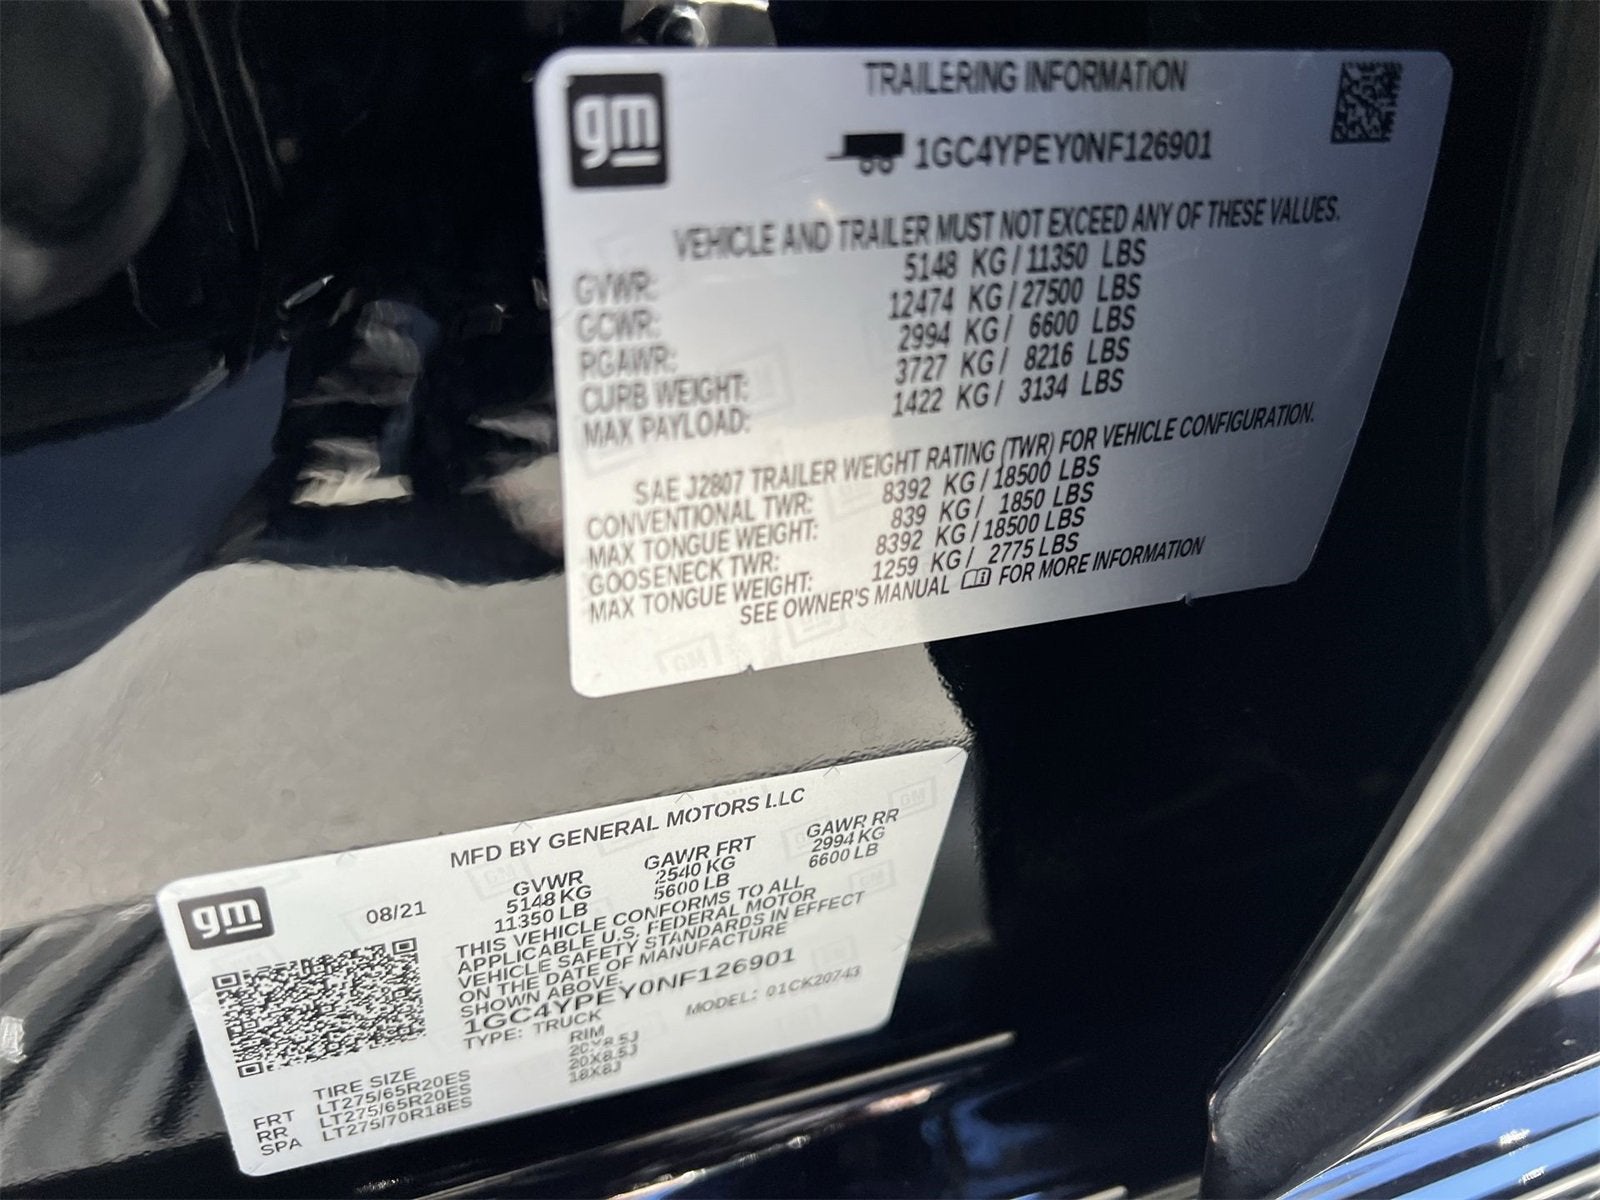 gm
TRAILERING INFORMATION
1GC4YPEY0NF126901
VEHICLE AND TRAILER MUST NOT EXCEED ANY OF THESE VALUES.
GVWR: 5148 KG / 11350 LBS
GCWR: 12474 KG / 27500 LBS
RGAWR: 2994 KG / 6600 LBS
CURB WEIGHT: 3727 KG / 8216 LBS
MAX PAYLOAD: 1422 KG / 3134 LBS
SAE J2807 TRAILER WEIGHT RATING (TWR) FOR VEHICLE CONFIGURATION.
CONVENTIONAL TWR: 8392 KG / 18500 LBS
MAX TONGUE WEIGHT: 839 KG / 1850 LBS
GOOSENECK TWR: 8392 KG / 18500 LBS
MAX TONGUE WEIGHT: 1259 KG / 2775 LBS
SEE OWNER'S MANUAL FOR MORE INFORMATION
gm
MFD BY GENERAL MOTORS LLC
08/21
GVWR GAWR FRT GAWR RR
5148 KG 2540 KG 2994 KG
11350 LB 5600 LB 6600 LB
THIS VEHICLE CONFORMS TO ALL
APPLICABLE U.S. FEDERAL MOTOR
VEHICLE SAFETY STANDARDS IN EFFECT
ON THE DATE OF MANUFACTURE
SHOWN ABOVE.
1GC4YPEY0NF126901
TYPE: TRUCK MODEL: 01CK20743
TIRE SIZE RIM
FRT LT275/65R20ES 20X8.5J
RR LT275/65R20ES 20X8.5J
SPA LT275/70R18ES 18X8J